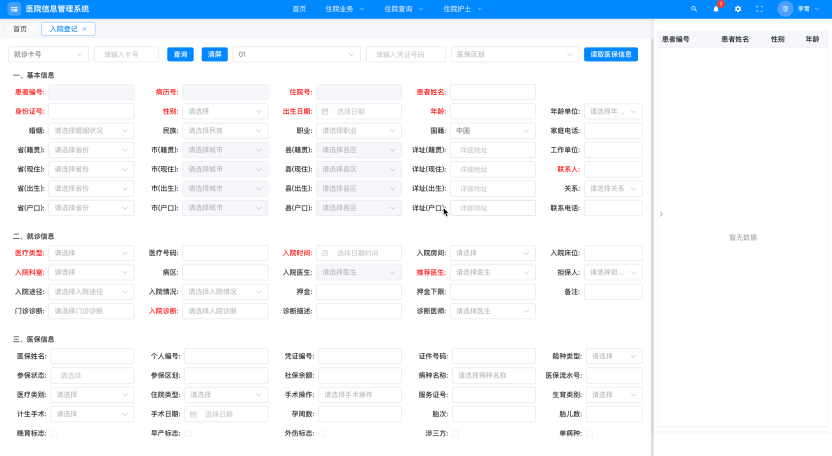 医院信息管理系统 首页 住院业务 住院查询 住院护士 3 李 李蕾
首页 入院登记 ×
就诊卡号 请输入卡号 查询 清屏 01 请输入凭证号码 医保区划 读取医保信息
患者编号 患者姓名 性别 年龄
一、基本信息
患者编号: 病历号: 住院号: 患者姓名:
身份证号: 性别: 请选择 出生日期: 选择日期 年龄: 年龄单位: 请选择年...
婚姻: 请选择婚姻状况 民族: 请选择民族 职业: 请选择职业 国籍: 中国 家庭电话:
省(籍贯): 请选择省份 市(籍贯): 请选择城市 县(籍贯): 请选择县区 详址(籍贯): 详细地址 工作单位:
省(现住): 请选择省份 市(现住): 请选择城市 县(现住): 请选择县区 详址(现住): 详细地址 联系人:
省(出生): 请选择省份 市(出生): 请选择城市 县(出生): 请选择县区 详址(出生): 详细地址 关系: 请选择关系
省(户口): 请选择省份 市(户口): 请选择城市 县(户口): 请选择县区 详址(户口): 详细地址 联系电话:
暂无数据
二、就诊信息
医疗类型: 请选择 医疗号码: 入院时间: 选择日期时间 入院房间: 请选择 入院床位:
入院科室: 请选择 病区: 入院医生: 请选择医生 推荐医生: 请选择医生 担保人: 请选择担...
入院途径: 请选择入院途径 入院情况: 请选择入院情况 押金: 押金下限: 备注:
门诊诊断: 请选择门诊诊断 入院诊断: 请选择入院诊断 诊断描述: 诊断医师: 请选择医生
三、医保信息
医保姓名: 个人编号: 凭证编号: 证件号码: 险种类型: 请选择
参保状态: 请选择 参保区划: 社保余额: 病种名称: 请选择病种名称 医保流水号:
医疗类别: 请选择 住院类型: 请选择 手术操作: 请选择手术操作 服务证号: 生育类别: 请选择
计生手术: 请选择 手术日期: 选择日期 孕周数: 胎次: 胎儿数:
晚育标志: 早产标志: 外伤标志: 涉三方: 单病种: